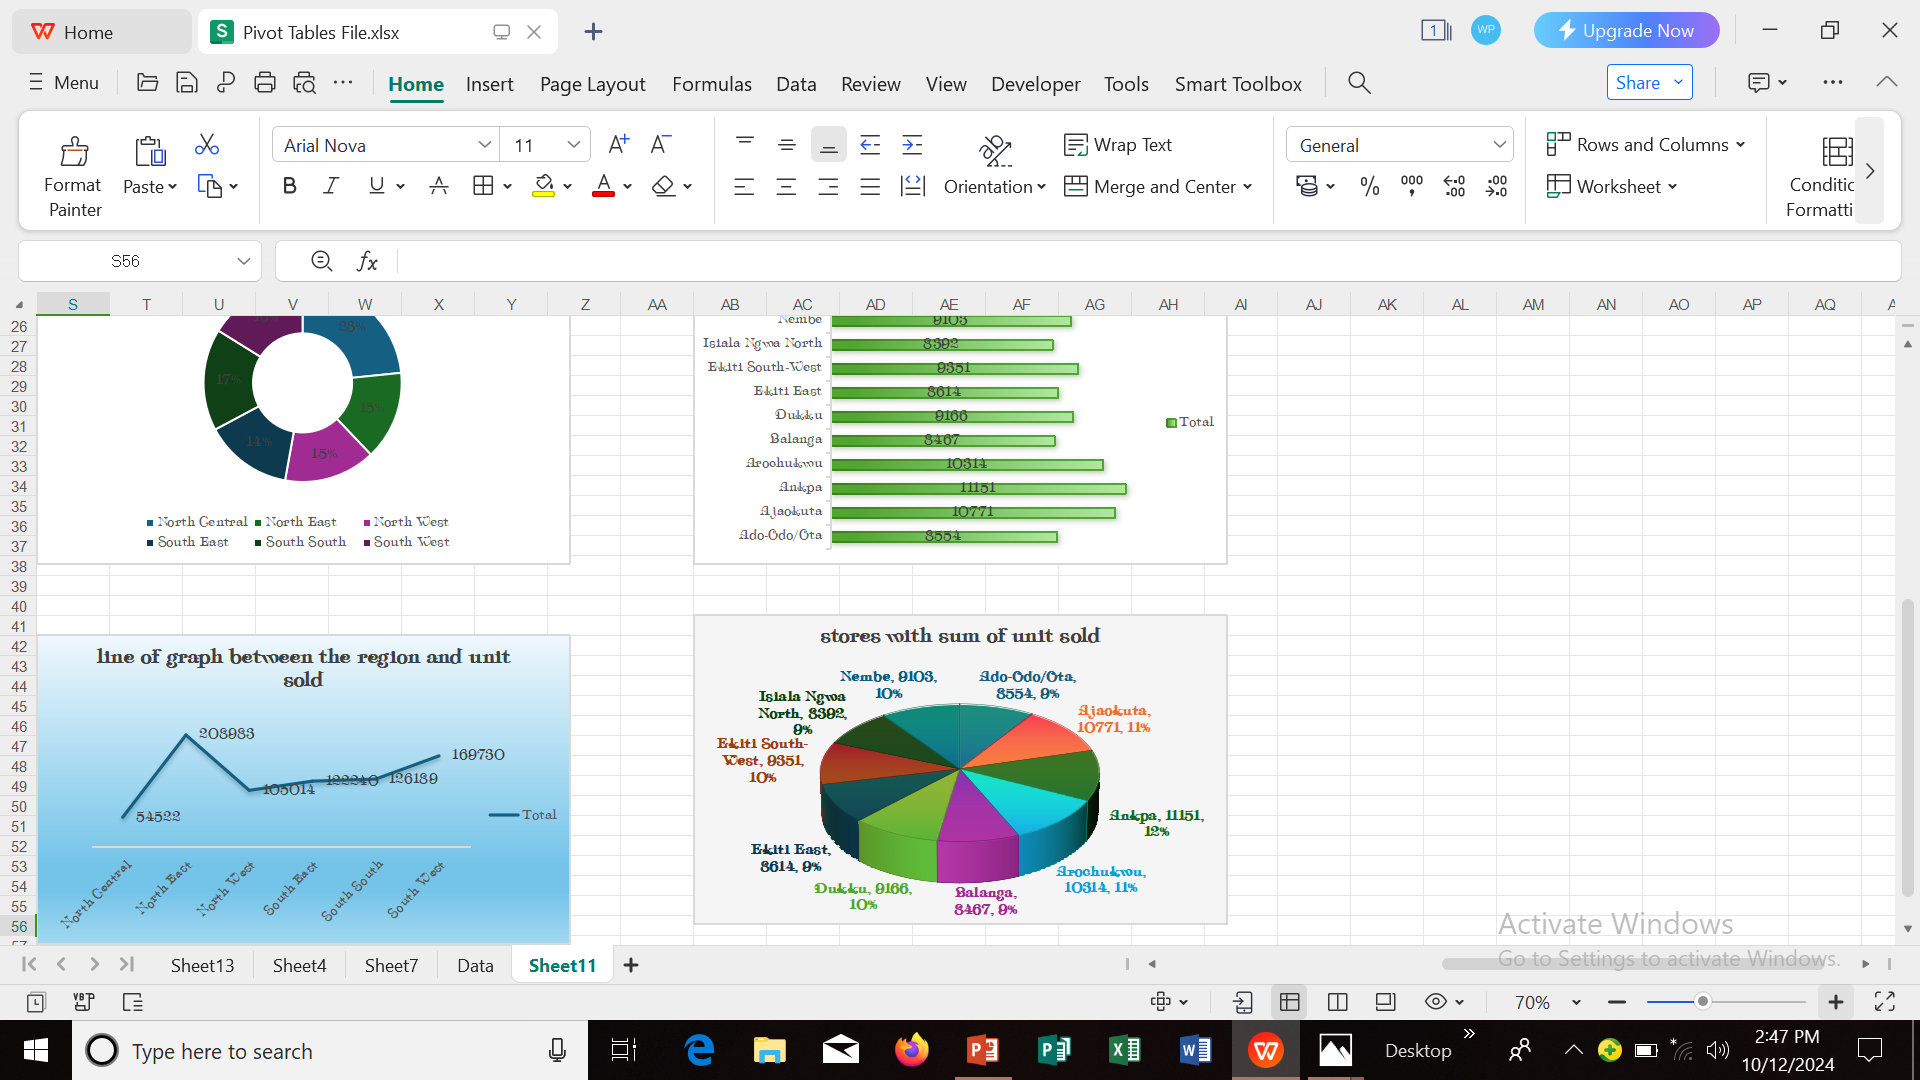 Home
Pivot Tables File.xlsx
1
WP
Upgrade Now
Menu
Home Insert Page Layout Formulas Data Review View Developer Tools Smart Toolbox
Share
Format Painter
Paste
Arial Nova 11
Orientation
Wrap Text
Merge and Center
General
Rows and Columns
Worksheet
Conditic
Formatti
S56
fx
S T U V W X Y Z AA AB AC AD AE AF AG AH AI AJ AK AL AM AN AO AP AQ
26
27
28
29
30
31
32
33
34
35
36
37
38
39
40
41
42
43
44
45
46
47
48
49
50
51
52
53
54
55
56
23%
15%
15%
14%
17%
North Central North East North West
South East South South South West
Nembe 9103
Isiala Ngwa North 8392
Ekiti South-West 9351
Ekiti East 8614
Dukku 9166
Balanga 8467
Arochukwu 10314
Ankpa 11151
Ajaokuta 10771
Ado-Odo/Ota 8554
Total
line of graph between the region and unit
sold
54522
208983
105014
122240
126139
169730
Total
North Central
North East
North West
South East
South South
South West
stores with sum of unit sold
Nembe, 9103,
10%
Ado-Odo/Ota,
8554, 9%
Isiala Ngwa
North, 8392,
9%
Ajaokuta,
10771, 11%
Ekiti South-
West, 9351,
10%
Ankpa, 11151,
12%
Ekiti East,
8614, 9%
Arochukwu,
10314, 11%
Dukku, 9166,
10%
Balanga,
8467, 9%
Activate Windows
Go to Settings to activate Windows.
Sheet13 Sheet4 Sheet7 Data Sheet11
70%
Type here to search
Desktop
2:47 PM
10/12/2024